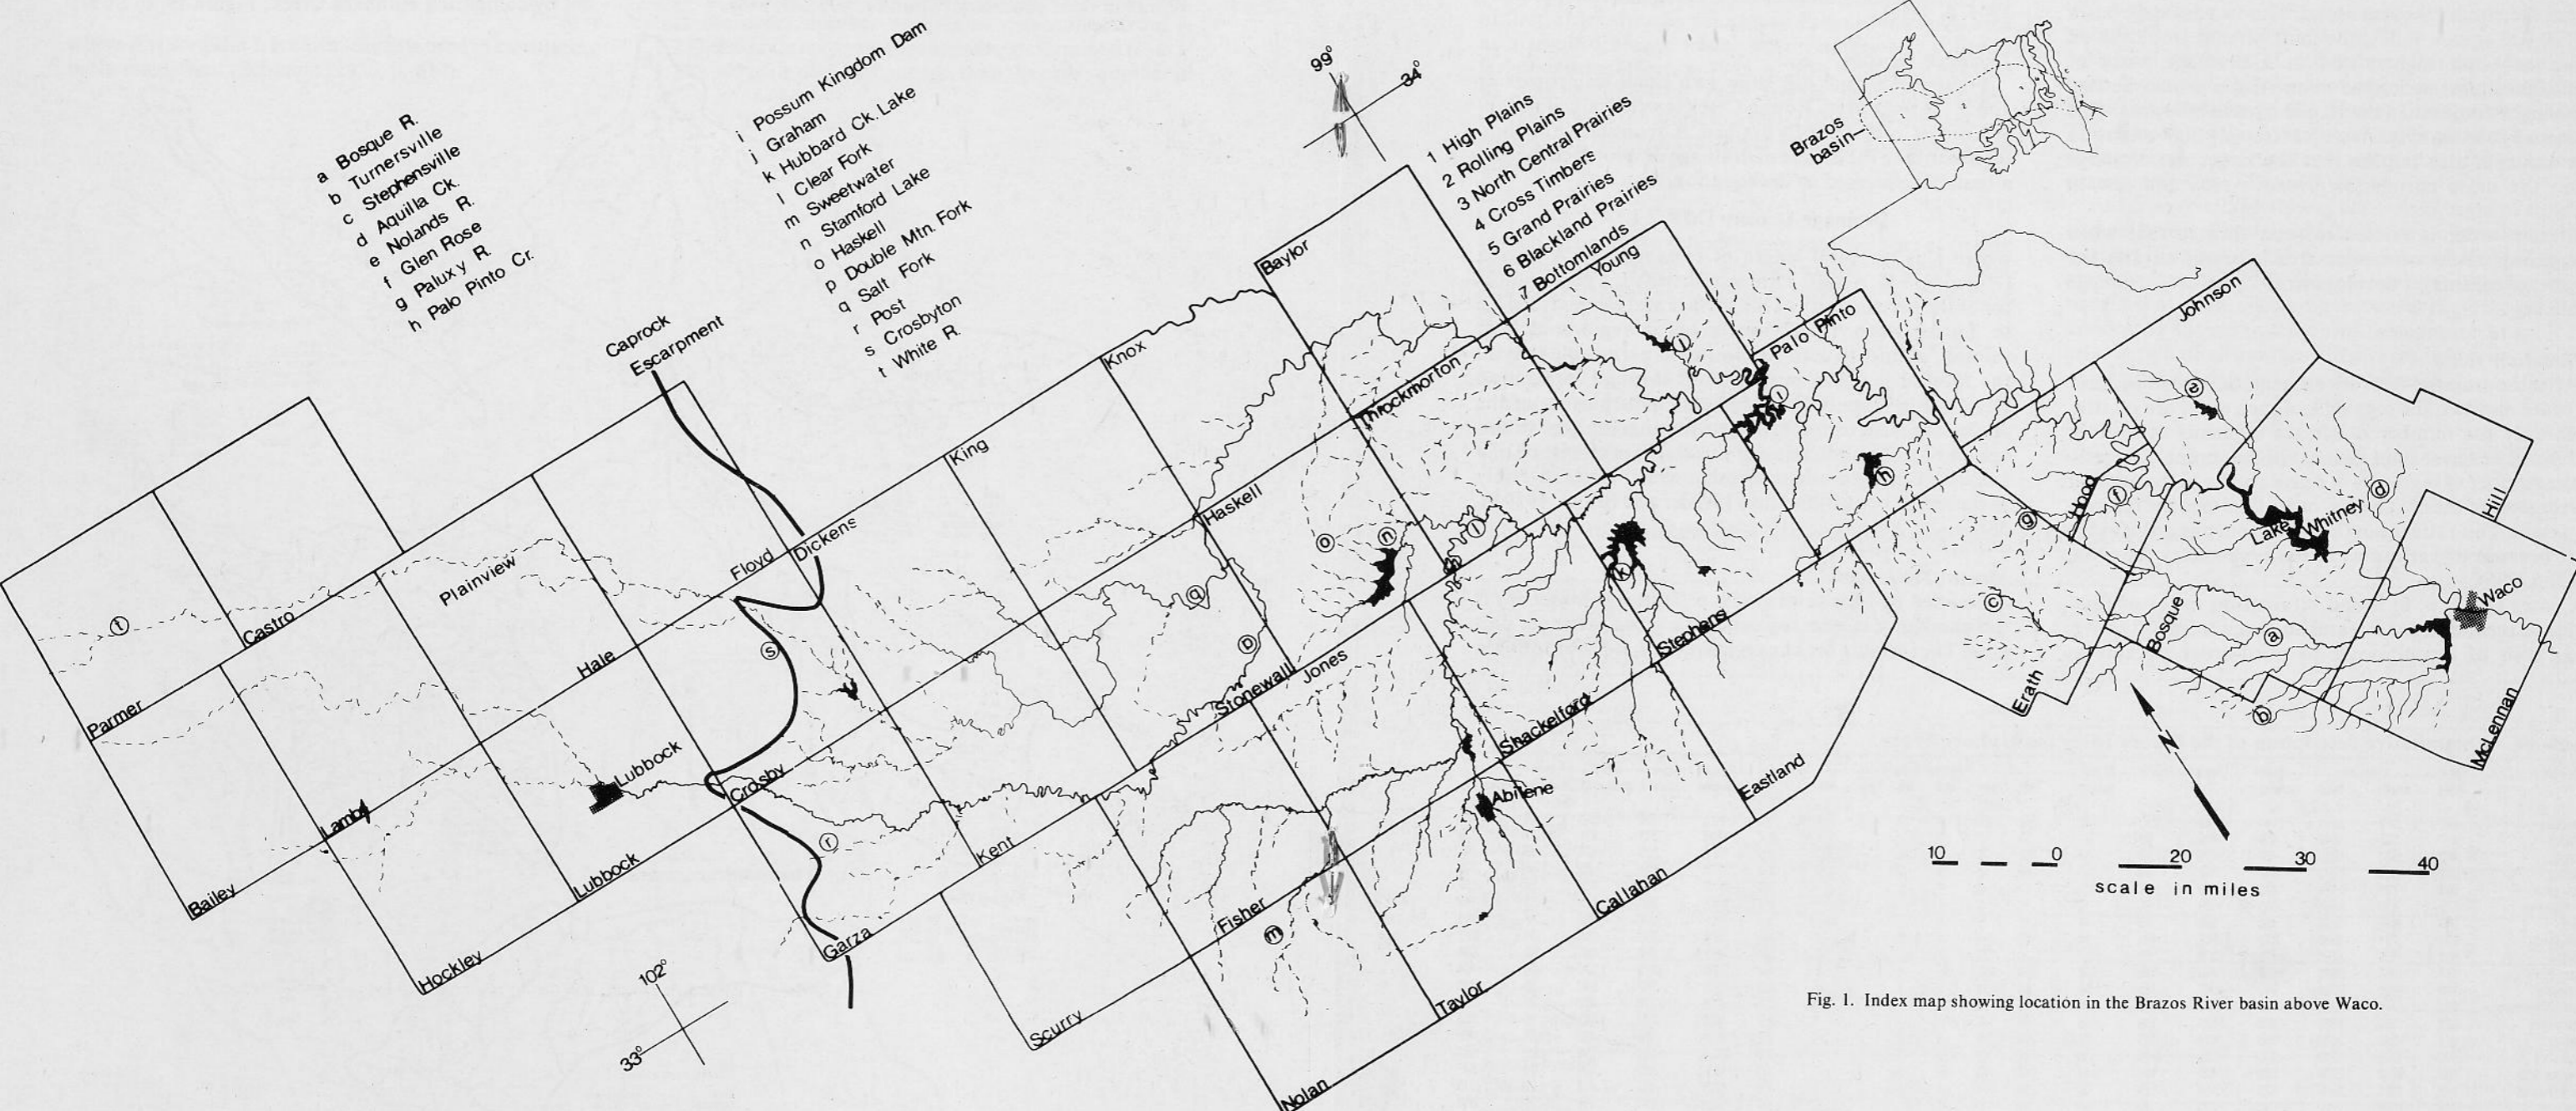 a Bosque R.
b Turnersville
c Stephensville
d Aquilla Ck.
e Nolands R.
f Glen Rose
g Paluxy R.
h Palo Pinto Cr.
i Possum Kingdom Dam
j Graham
k Hubbard Ck. Lake
l Clear Fork
m Sweetwater
n Stamford Lake
o Haskell
p Double Mtn. Fork
q Salt Fork
r Post
s Crosbyton
t White R.
99°
34°
1 High Plains
2 Rolling Plains
3 North Central Prairies
4 Cross Timbers
5 Grand Prairies
6 Blackland Prairies
7 Bottomlands
Brazos
basin
Caprock
Escarpment
Baylor
Young
Johnson
Knox
Throckmorton
Palo Pinto
j
i
e
King
Haskell
h
Hood
f
g
d
Hill
Lake Whitney
Floyd
Dickens
Plainview
t
Castro
q
o
n
l
k
c
Waco
Bosque
a
Hale
s
p
Stonewall
Jones
Stephens
Erath
b
McLennan
Parmer
Lubbock
Crosby
Shackelford
Abilene
Eastland
N
Lamb
r
Kent
Bailey
Lubbock
Hockley
Garza
Fisher
m
Callahan
Taylor
Scurry
Nolan
102°
33°
10 0 20 30 40
scale in miles
Fig. 1. Index map showing location in the Brazos River basin above Waco.